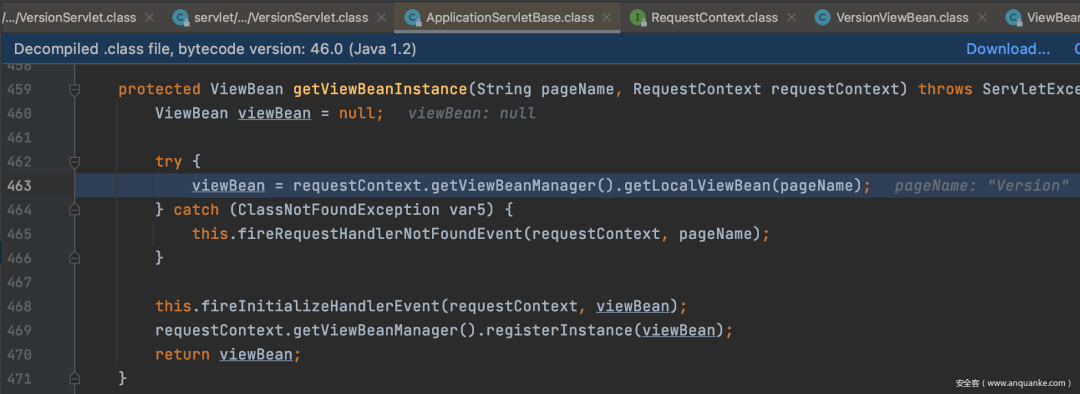 /.../VersionServlet.class × servlet/.../VersionServlet.class × ApplicationServletBase.class × RequestContext.class × VersionViewBean.class × ViewBean
Decompiled .class file, bytecode version: 46.0 (Java 1.2) Download...
458
459 protected ViewBean getViewBeanInstance(String pageName, RequestContext requestContext) throws ServletExce
460 ViewBean viewBean = null; viewBean: null
461
462 try {
463 viewBean = requestContext.getViewBeanManager().getLocalViewBean(pageName); pageName: "Version"
464 } catch (ClassNotFoundException var5) {
465 this.fireRequestHandlerNotFoundEvent(requestContext, pageName);
466 }
467
468 this.fireInitializeHandlerEvent(requestContext, viewBean);
469 requestContext.getViewBeanManager().registerInstance(viewBean);
470 return viewBean;
471 }
安全客（www.anquanke.com）